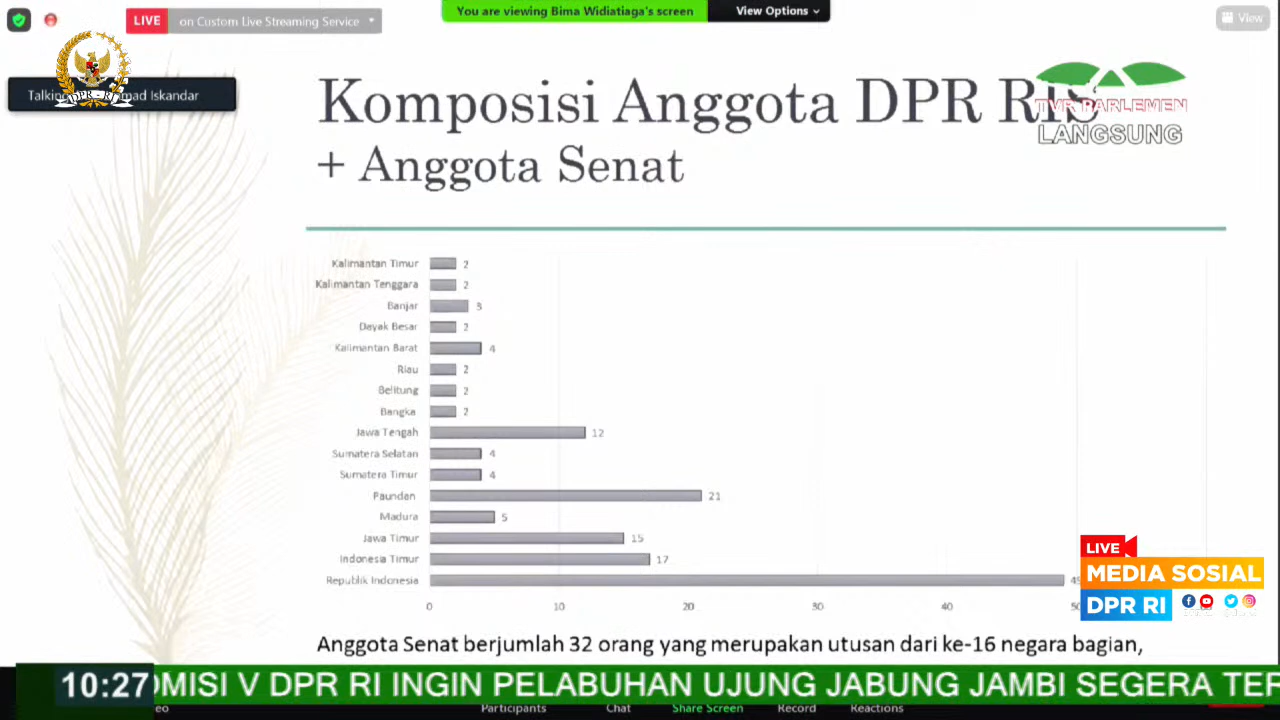 LIVE on Custom Live Streaming Service
You are viewing Bima Widiatiaga's screen View Options
View
mad Iskandar
DPR - RI
Komposisi Anggota DPR RIS
TVR PARLEMEN
LANGSUNG
+ Anggota Senat
Kalimantan Timur 2
Kalimantan Tenggara 2
Banjar 3
Dayak Besar 2
Kalimantan Barat 4
Riau 2
Belitung 2
Bangka 2
Jawa Tengah 12
Sumatera Selatan 4
Sumatera Timur 4
Paundan 21
Madura 5
Jawa Timur 15
Indonesia Timur 17
Republik Indonesia
0 10 20 30 40
LIVE
MEDIA SOSIAL
DPR RI
Anggota Senat berjumlah 32 orang yang merupakan utusan dari ke-16 negara bagian,
10:27 OMISI V DPR RI INGIN PELABUHAN UJUNG JABUNG JAMBI SEGERA TER
Participants Chat Share Screen Record Reactions